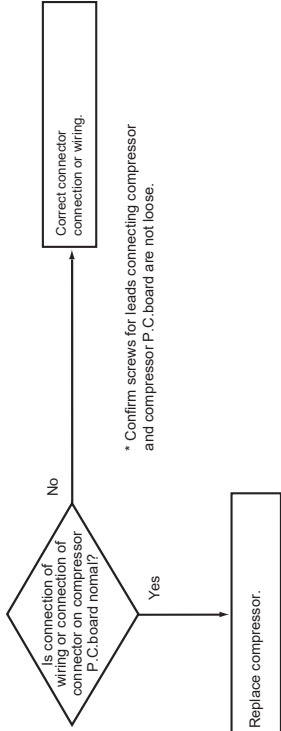 Is connection of
wiring or connection of
connector on compressor
P.C.board nomal?
No
Correct connector
connection or wiring.
* Confirm screws for leads connecting compressor
and compressor P.C.board are not loose.
Yes
Replace compressor.